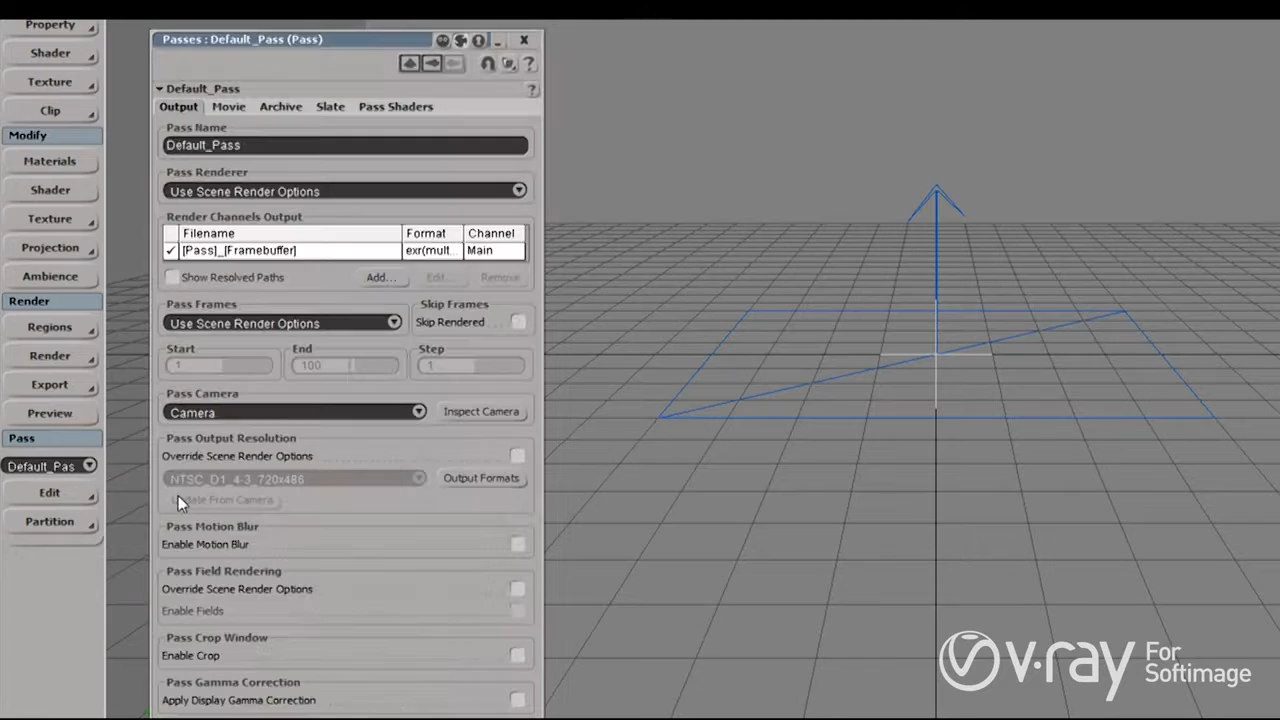 Property
Shader
Texture
Clip
Modify
Materials
Shader
Texture
Projection
Ambience
Render
Regions
Render
Export
Preview
Pass
Default_Pas
Edit
Partition
Passes : Default_Pass (Pass)
Default_Pass
Output Movie Archive Slate Pass Shaders
Pass Name
Default_Pass
Pass Renderer
Use Scene Render Options
Render Channels Output
Filename Format Channel
[Pass]_[Framebuffer] exr(mult... Main
Show Resolved Paths Add... Edit... Remove
Pass Frames Skip Frames
Use Scene Render Options Skip Rendered
Start End Step
1 100 1
Pass Camera
Camera Inspect Camera
Pass Output Resolution
Override Scene Render Options
NTSC_D1_4-3_720x486 Output Formats
From Camera
Pass Motion Blur
Enable Motion Blur
Pass Field Rendering
Override Scene Render Options
Enable Fields
Pass Crop Window
Enable Crop
Pass Gamma Correction
Apply Display Gamma Correction
v·ray For Softimage